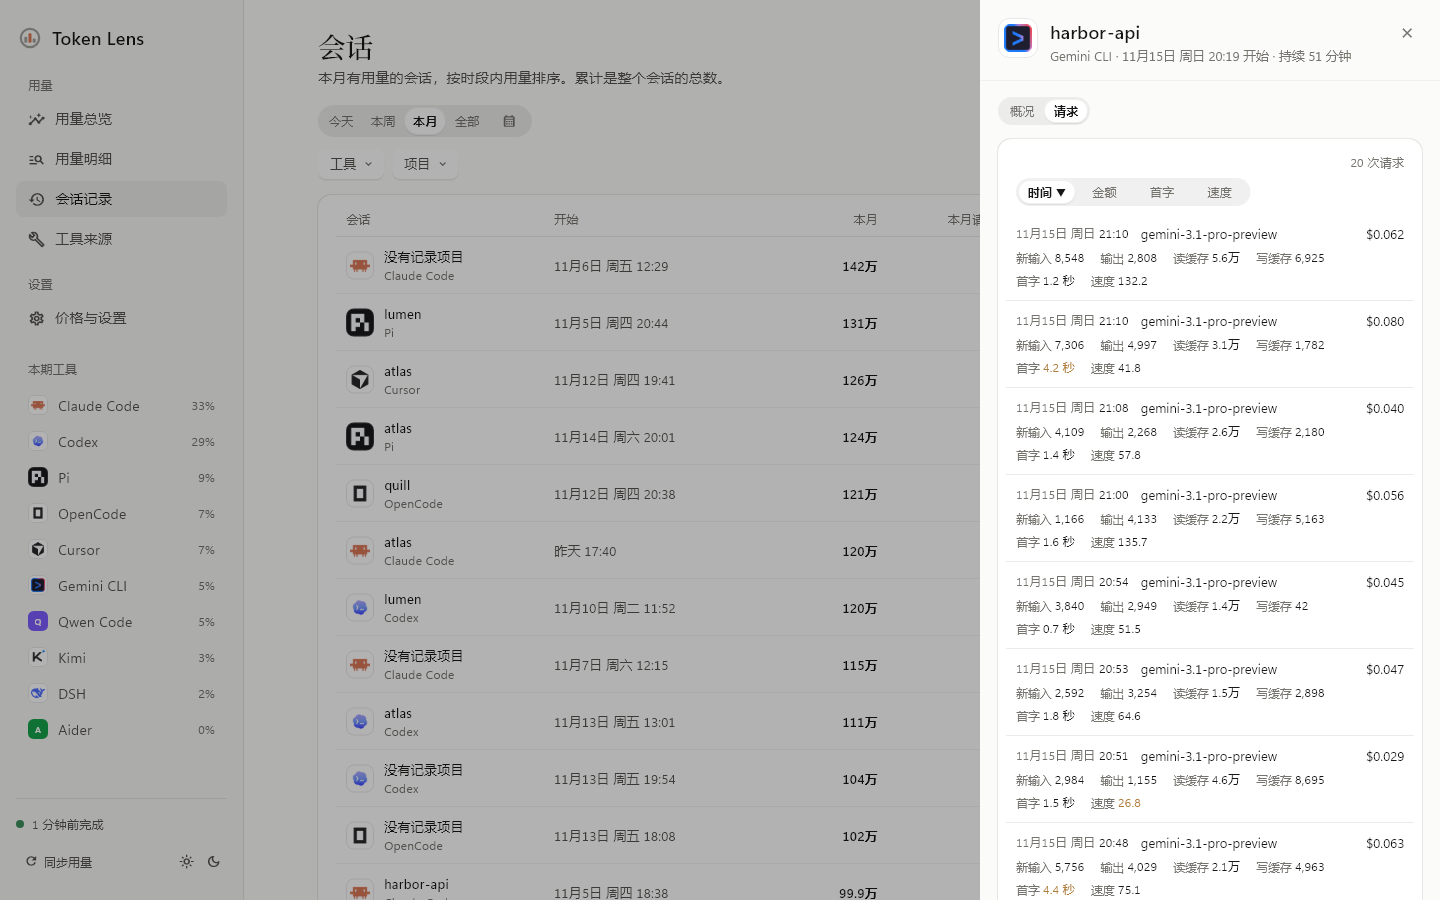 Token Lens
用量
用量总览
用量明细
会话记录
工具来源
设置
价格与设置
本期工具
Claude Code 33%
Codex 29%
Pi 9%
OpenCode 7%
Cursor 7%
Gemini CLI 5%
Qwen Code 5%
Kimi 3%
DSH 2%
Aider 0%
1 分钟前完成
同步用量
会话
本月有用量的会话，按时段内用量排序。累计是整个会话的总数。
今天 本周 本月 全部
工具 项目
会话 开始 本月 本月请
没有记录项目 11月6日 周五 12:29 142万
Claude Code
lumen 11月5日 周四 20:44 131万
Pi
atlas 11月12日 周四 19:41 126万
Cursor
atlas 11月14日 周六 20:01 124万
Pi
quill 11月12日 周四 20:38 121万
OpenCode
atlas 昨天 17:40 120万
Claude Code
lumen 11月10日 周二 11:52 120万
Codex
没有记录项目 11月7日 周六 12:15 115万
Claude Code
atlas 11月13日 周五 13:01 111万
Codex
没有记录项目 11月13日 周五 19:54 104万
Codex
没有记录项目 11月13日 周五 18:08 102万
OpenCode
harbor-api 11月5日 周四 18:38 99.9万
harbor-api
Gemini CLI · 11月15日 周日 20:19 开始 · 持续 51 分钟
概况 请求
20 次请求
时间 ▼ 金额 首字 速度
11月15日 周日 21:10 gemini-3.1-pro-preview $0.062
新输入 8,548 输出 2,808 读缓存 5.6万 写缓存 6,925
首字 1.2 秒 速度 132.2
11月15日 周日 21:10 gemini-3.1-pro-preview $0.080
新输入 7,306 输出 4,997 读缓存 3.1万 写缓存 1,782
首字 4.2 秒 速度 41.8
11月15日 周日 21:08 gemini-3.1-pro-preview $0.040
新输入 4,109 输出 2,268 读缓存 2.6万 写缓存 2,180
首字 1.4 秒 速度 57.8
11月15日 周日 21:00 gemini-3.1-pro-preview $0.056
新输入 1,166 输出 4,133 读缓存 2.2万 写缓存 5,163
首字 1.6 秒 速度 135.7
11月15日 周日 20:54 gemini-3.1-pro-preview $0.045
新输入 3,840 输出 2,949 读缓存 1.4万 写缓存 42
首字 0.7 秒 速度 51.5
11月15日 周日 20:53 gemini-3.1-pro-preview $0.047
新输入 2,592 输出 3,254 读缓存 1.5万 写缓存 2,898
首字 1.8 秒 速度 64.6
11月15日 周日 20:51 gemini-3.1-pro-preview $0.029
新输入 2,984 输出 1,155 读缓存 4.6万 写缓存 8,695
首字 1.5 秒 速度 26.8
11月15日 周日 20:48 gemini-3.1-pro-preview $0.063
新输入 5,756 输出 4,029 读缓存 2.1万 写缓存 4,963
首字 4.4 秒 速度 75.1